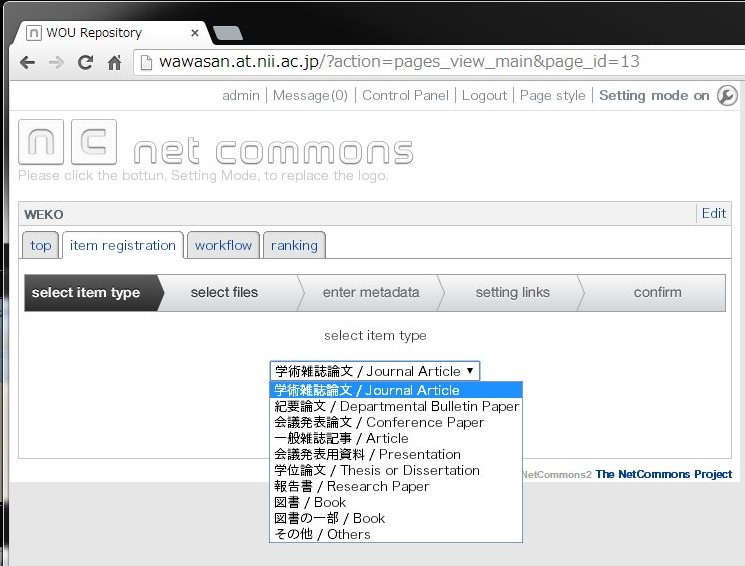 WOU Repository
wawasan.at.nii.ac.jp/?action=pages_view_main&page_id=13
admin | Message(0) | Control Panel | Logout | Page style | Setting mode on
nc net commons
Please click the bottun, Setting Mode, to replace the logo.
WEKO
Edit
top
item registration
workflow
ranking
select item type
select files
enter metadata
setting links
confirm
select item type
学術雑誌論文 / Journal Article
学術雑誌論文 / Journal Article
紀要論文 / Departmental Bulletin Paper
会議発表論文 / Conference Paper
一般雑誌記事 / Article
会議発表用資料 / Presentation
学位論文 / Thesis or Dissertation
報告書 / Research Paper
図書 / Book
図書の一部 / Book
その他 / Others
NetCommons2 The NetCommons Project